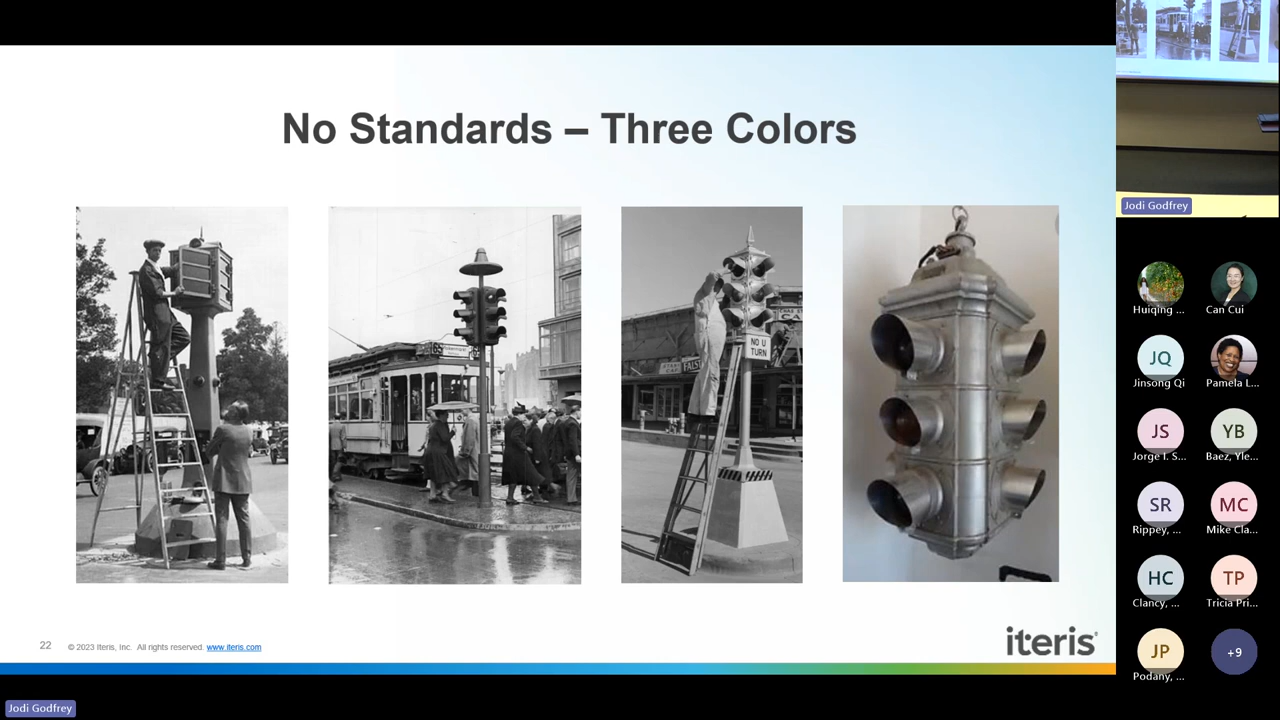 No Standards – Three Colors
NO U
TURN
22
© 2023 Iteris, Inc. All rights reserved. www.iteris.com
iteris
Jodi Godfrey
Jodi Godfrey
Huiqing ...
Can Cui
JQ
Jinsong Qi
Pamela L...
JS
Jorge I. S...
YB
Baez, Yle...
SR
Rippey, ...
MC
Mike Cla...
HC
Clancy, ...
TP
Tricia Pri...
JP
Podany, ...
+9